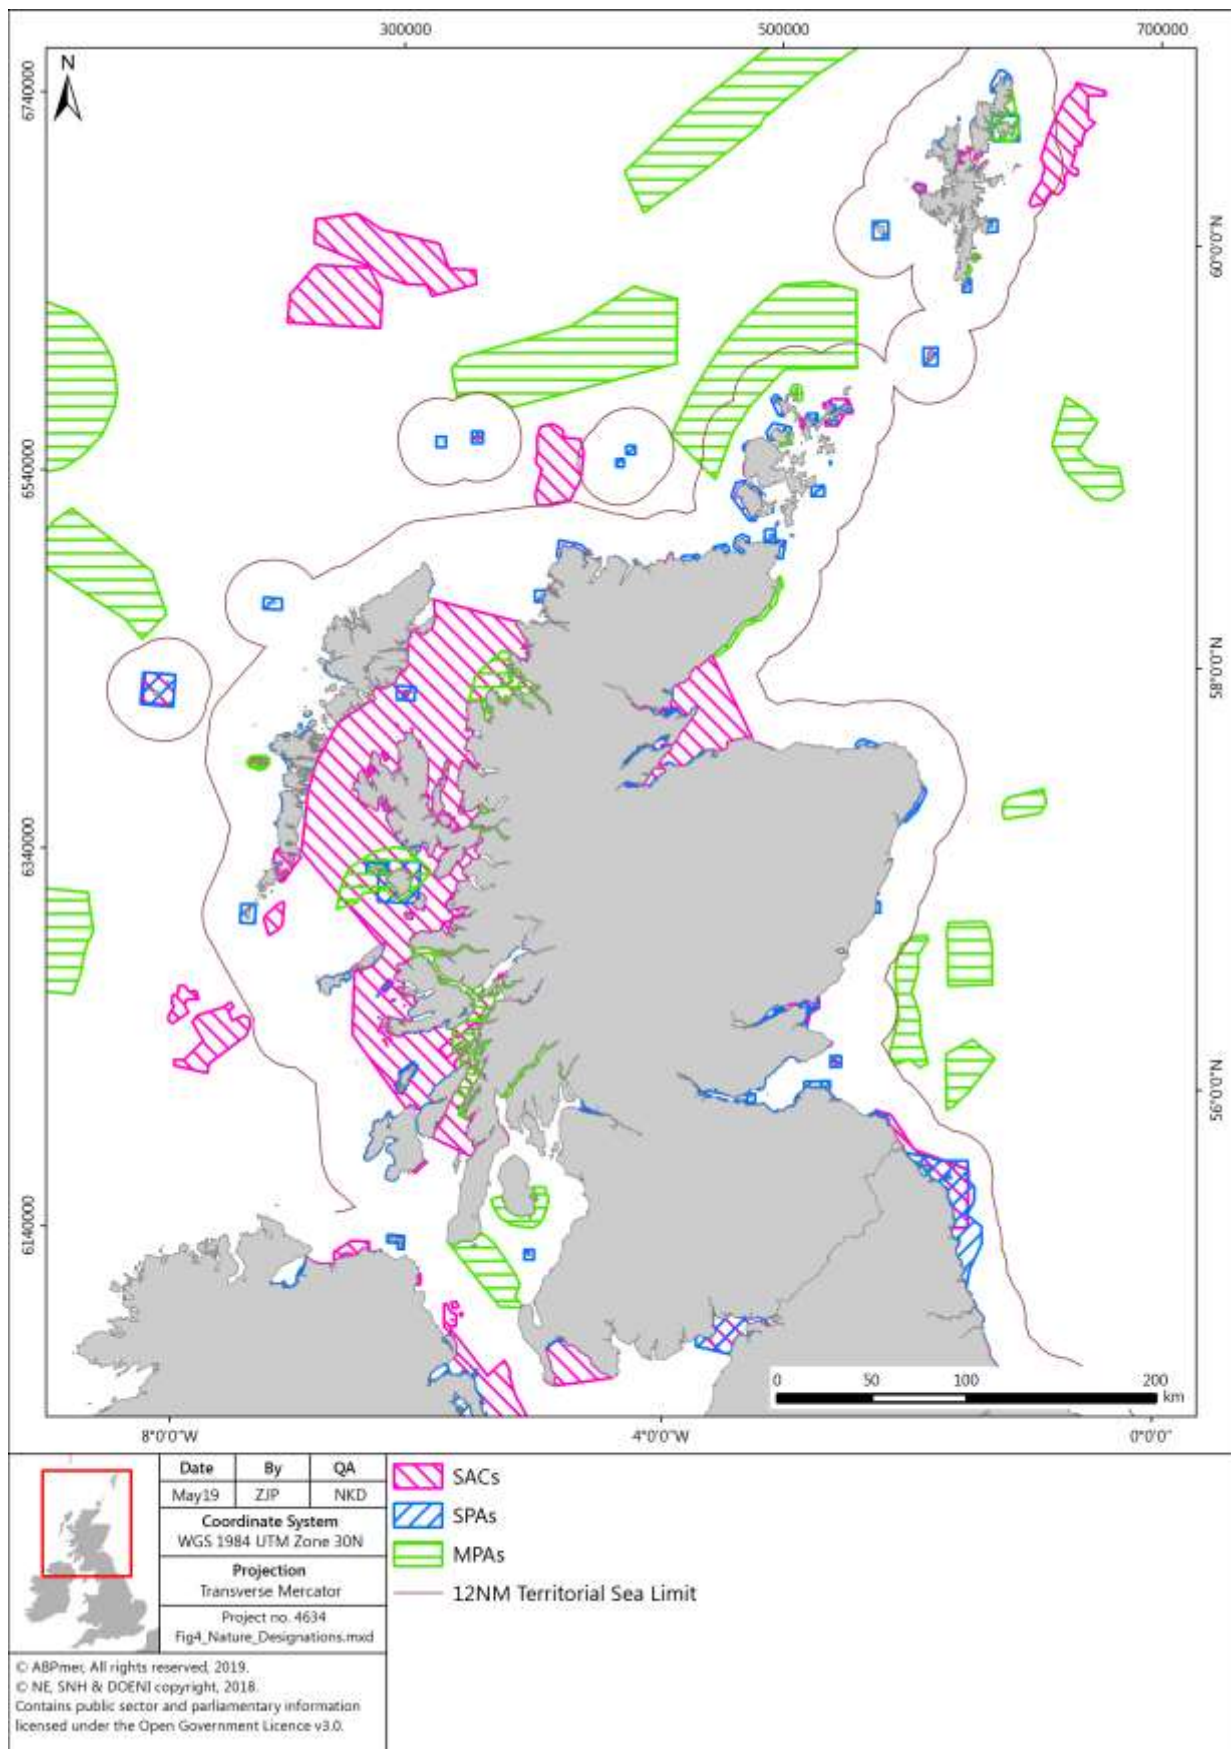 300000 500000 700000
N
6740000
6540000
6340000
6140000
60°0'0"N
58°0'0"N
56°0'0"N
0 50 100 200
km
8°0'0"W 4°0'0"W 0°0'0"
Date By QA
May19 ZJP NKD
Coordinate System
WGS 1984 UTM Zone 30N
Projection
Transverse Mercator
Project no. 4634
Fig4_Nature_Designations.mxd
© ABPmer, All rights reserved, 2019.
© NE, SNH & DOENI copyright, 2018.
Contains public sector and parliamentary information
licensed under the Open Government Licence v3.0.
SACs
SPAs
MPAs
12NM Territorial Sea Limit